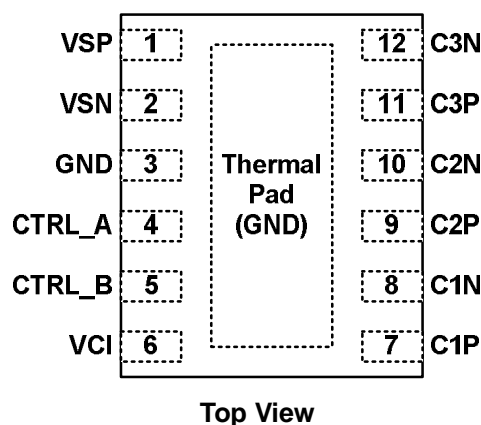 VSP 1 12 C3N
VSN 2 11 C3P
GND 3 Thermal 10 C2N
Pad
CTRL_A 4 (GND) 9 C2P
CTRL_B 5 8 C1N
VCI 6 7 C1P
Top View